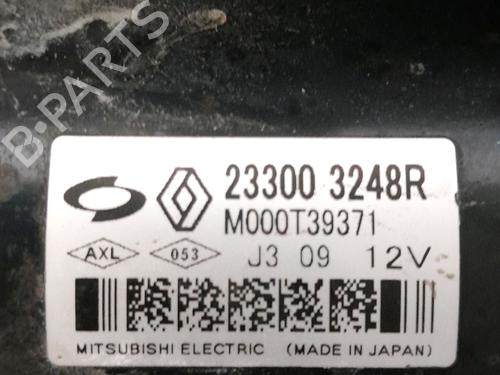 B-PARTS
23300 3248R
M000T39371
AXL 053 J3 09 12V
MITSUBISHI ELECTRIC (MADE IN JAPAN)